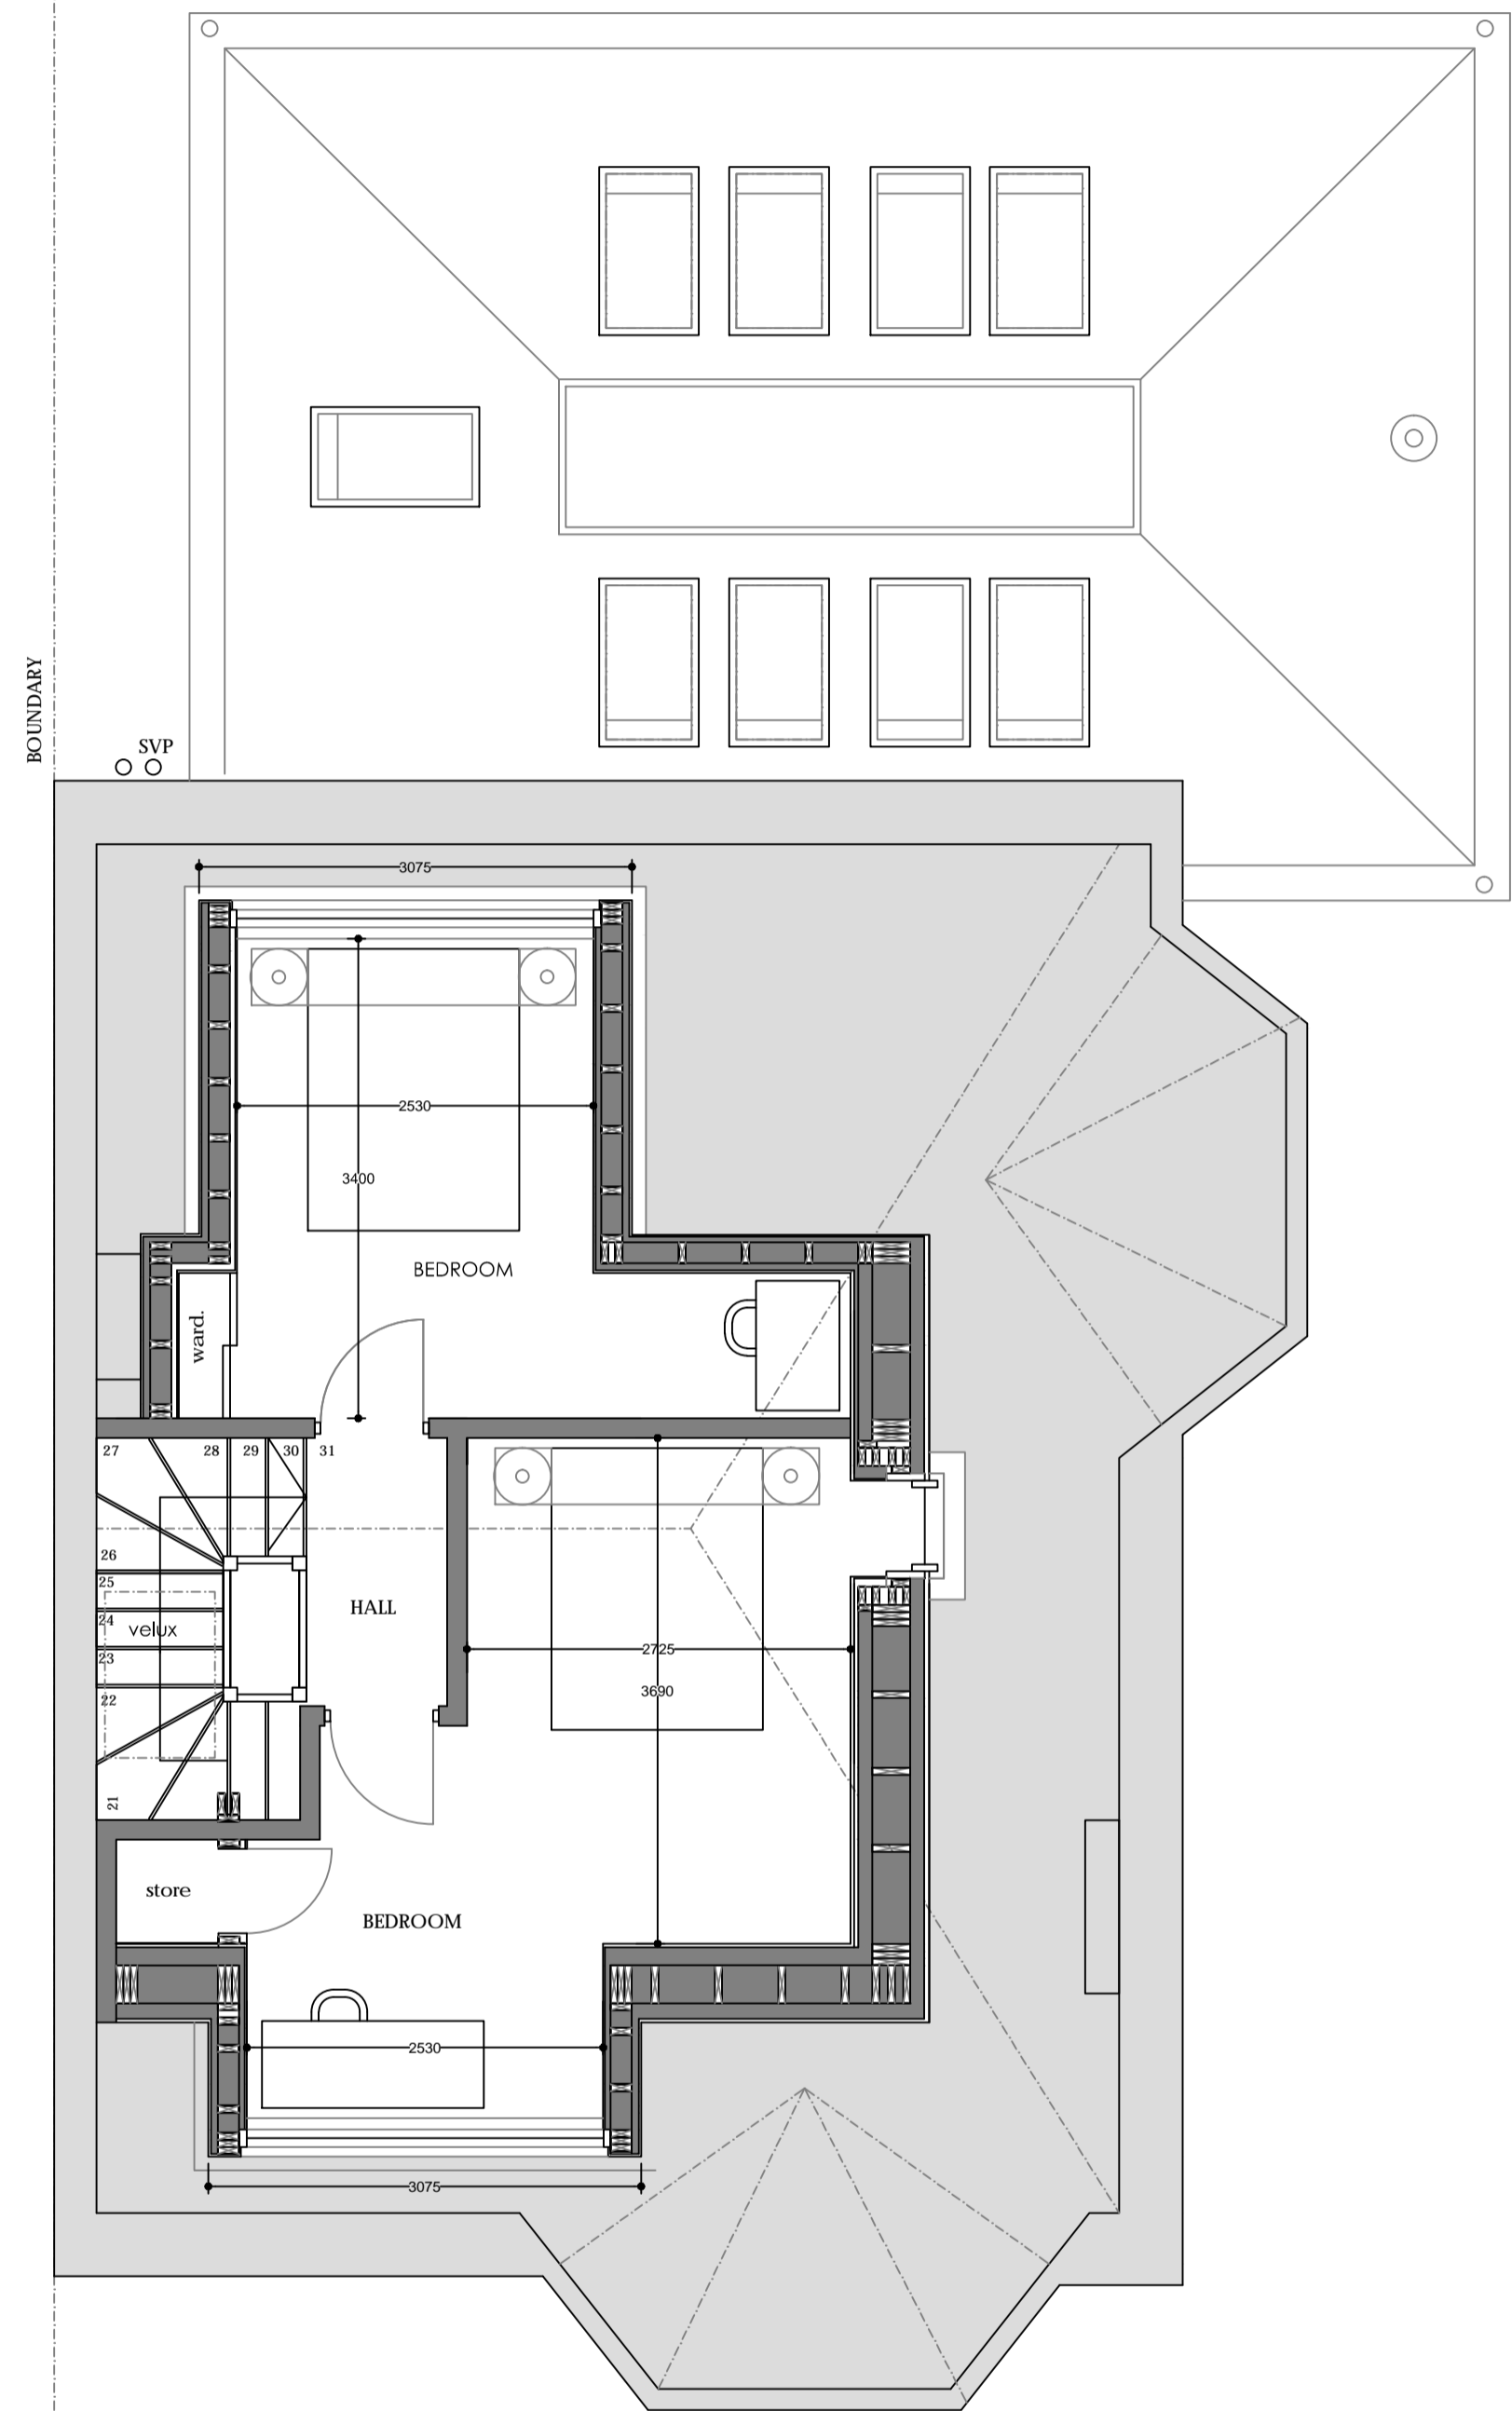 BOUNDARY
SVP
3075
2530
3400
BEDROOM
ward.
27
28
29
30
31
26
25
24
velux
23
22
21
HALL
2725
3690
store
BEDROOM
2530
3075